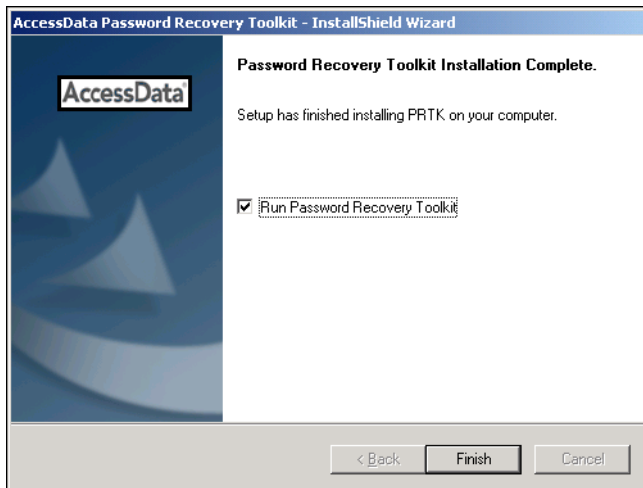 AccessData Password Recovery Toolkit - InstallShield Wizard
AccessData
Password Recovery Toolkit Installation Complete.
Setup has finished installing PRTK on your computer.
Run Password Recovery Toolkit
< Back
Finish
Cancel